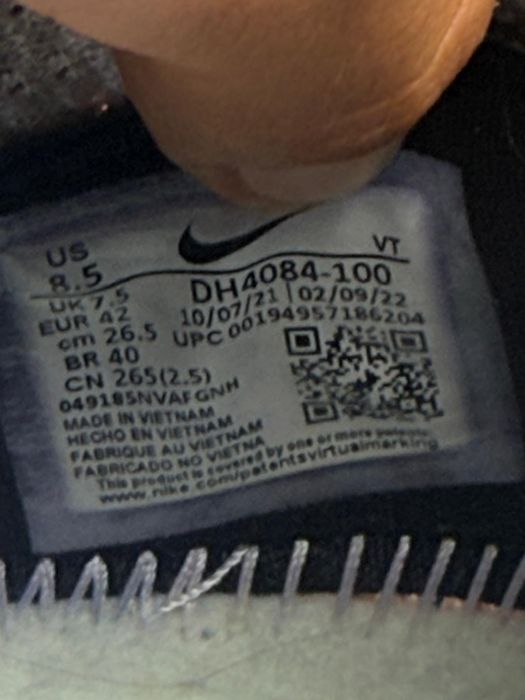 US
8.5
VT
DH4084-100
UK 7.5
10/07/21 | 02/09/22
EUR 42
UPC 00194957186204
cm 26.5
BR 40
CN 265(2.5)
049185NVAFGNH
MADE IN VIETNAM
HECHO EN VIETNAM
FABRIQUE AU VIETNAM
FABRICADO NO VIETNA
This product is covered by one or more patents
www.nike.com/patentsvirtualmarking